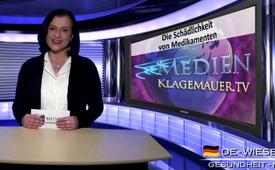 Die Schädlichkeit
von Medikamenten
MEDIEN
KLAGEMAUER.TV
DE-WIESE
GESUNDHEIT -